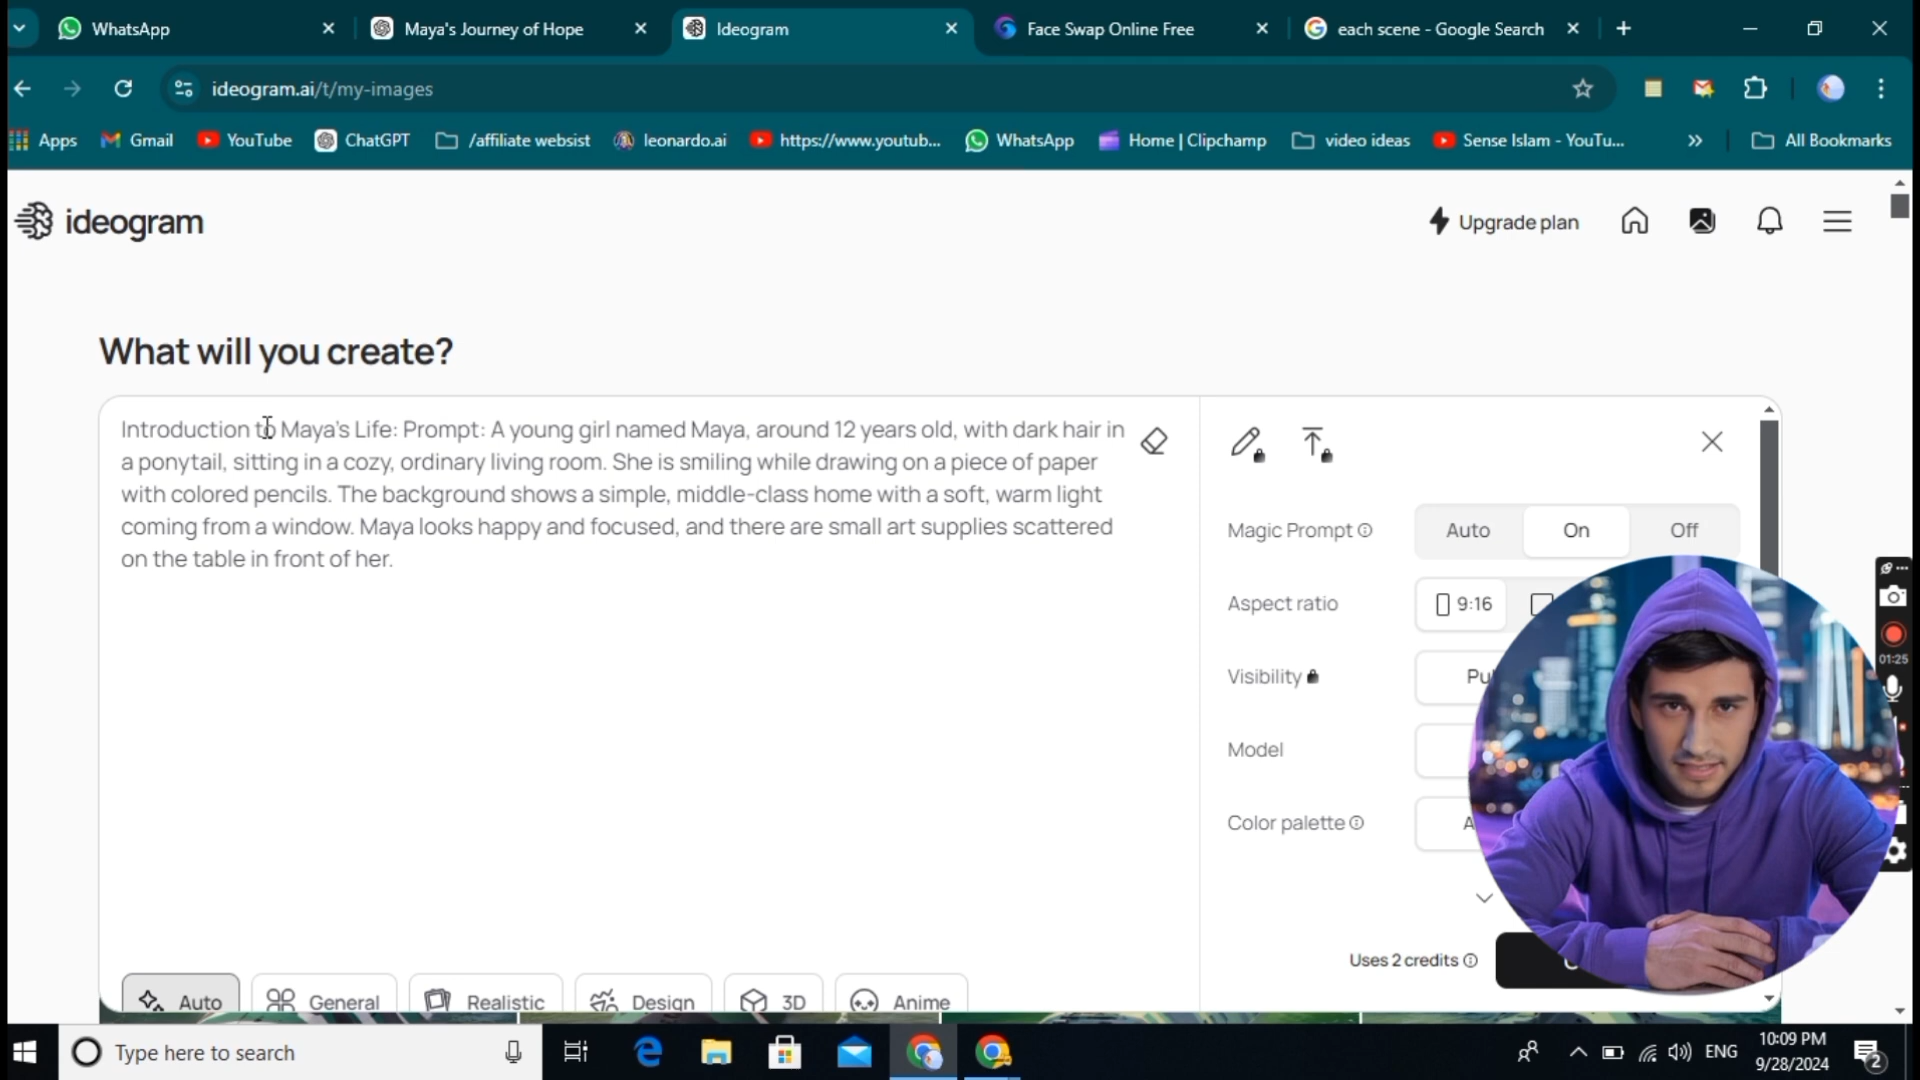 WhatsApp
Maya's Journey of Hope
Ideogram
Face Swap Online Free
each scene - Google Search
ideogram.ai/t/my-images
Apps
Gmail
YouTube
ChatGPT
/affiliate websist
leonardo.ai
https://www.youtub...
WhatsApp
Home | Clipchamp
video ideas
Sense Islam - YouTu...
All Bookmarks
ideogram
Upgrade plan
What will you create?
Introduction to Maya's Life: Prompt: A young girl named Maya, around 12 years old, with dark hair in
a ponytail, sitting in a cozy, ordinary living room. She is smiling while drawing on a piece of paper
with colored pencils. The background shows a simple, middle-class home with a soft, warm light
coming from a window. Maya looks happy and focused, and there are small art supplies scattered
on the table in front of her.
Magic Prompt
Auto
On
Off
Aspect ratio
9:16
Visibility
Model
Color palette
Uses 2 credits
Auto
General
Realistic
Design
3D
Anime
01:25
Type here to search
ENG
10:09 PM
9/28/2024
2